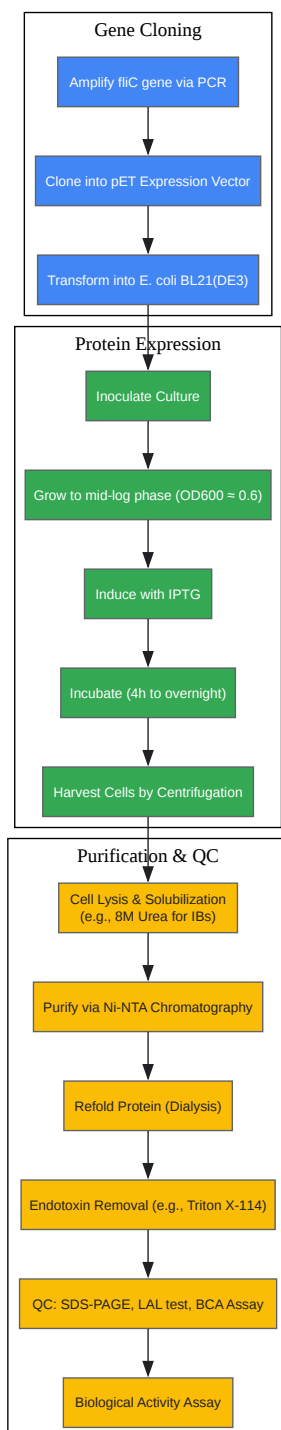 Gene Cloning
Amplify fliC gene via PCR
Clone into pET Expression Vector
Transform into E. coli BL21(DE3)
Protein Expression
Inoculate Culture
Grow to mid-log phase (OD600 ≈ 0.6)
Induce with IPTG
Incubate (4h to overnight)
Harvest Cells by Centrifugation
Purification & QC
Cell Lysis & Solubilization
(e.g., 8M Urea for IBs)
Purify via Ni-NTA Chromatography
Refold Protein (Dialysis)
Endotoxin Removal (e.g., Triton X-114)
QC: SDS-PAGE, LAL test, BCA Assay
Biological Activity Assay